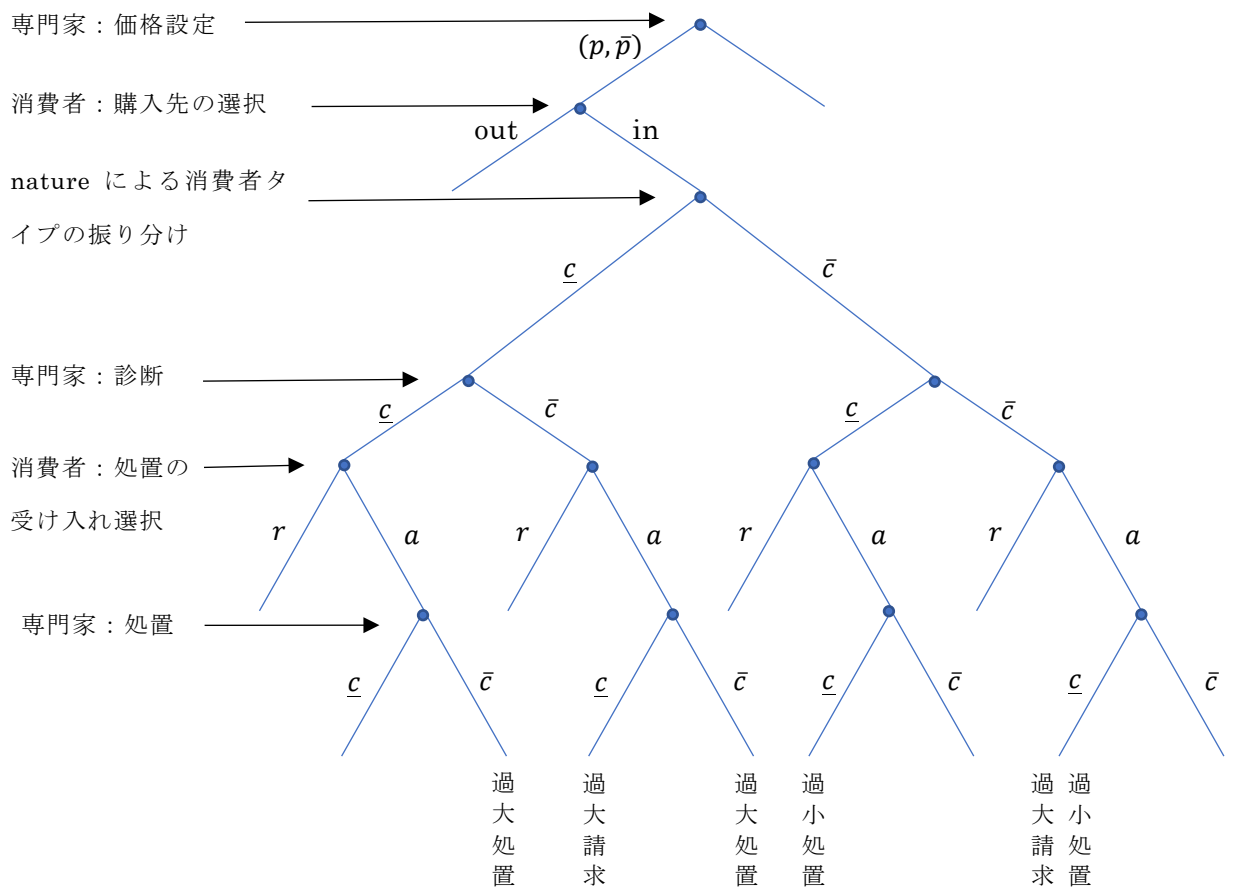 専門家：価格設定
(p, p̄)
消費者：購入先の選択
out in
nature による消費者タ
イプの振り分け
c̲ c̄
専門家：診断
c̲ c̄ c̲ c̄
消費者：処置の
受け入れ選択
r a r a r a r a
専門家：処置
c̲ c̄ c̲ c̄ c̲ c̄ c̲ c̄
過大処置
過大請求
過大処置
過小処置
過大請求
過小処置